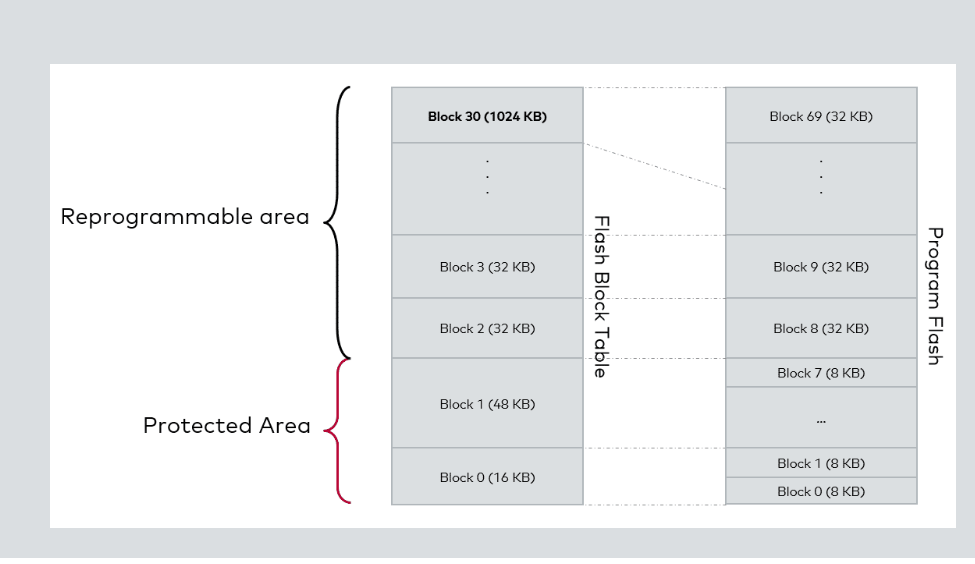 Reprogrammable area
Protected Area
Block 30 (1024 KB)
.
.
.
Block 3 (32 KB)
Block 2 (32 KB)
Block 1 (48 KB)
Block 0 (16 KB)
Flash Block Table
Block 69 (32 KB)
.
.
.
Block 9 (32 KB)
Block 8 (32 KB)
Block 7 (8 KB)
...
Block 1 (8 KB)
Block 0 (8 KB)
Program Flash